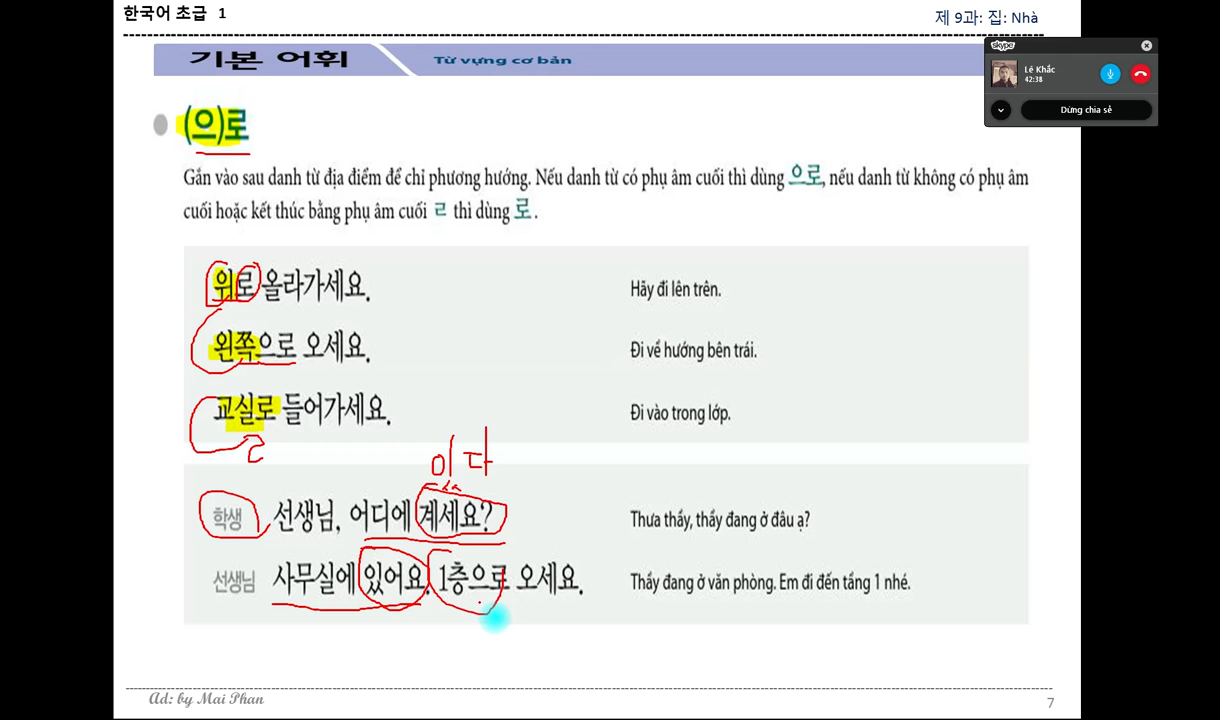 한국어 초급 1
제 9과: 집: Nhà
기본 어휘
Từ vựng cơ bản
skype
Lê Khắc
42:38
Dừng chia sẻ
(으)로
Gắn vào sau danh từ địa điểm để chỉ phương hướng. Nếu danh từ có phụ âm cuối thì dùng 으로, nếu danh từ không có phụ âm
cuối hoặc kết thúc bằng phụ âm cuối ㄹ thì dùng 로.
위로 올라가세요. Hãy đi lên trên.
왼쪽으로 오세요. Đi về hướng bên trái.
교실로 들어가세요. Đi vào trong lớp.
ㄹ
이다
학생 선생님, 어디에 계세요? Thưa thầy, thầy đang ở đâu ạ?
선생님 사무실에 있어요. 1층으로 오세요. Thầy đang ở văn phòng. Em đi đến tầng 1 nhé.
Ad: by Mai Phan
7